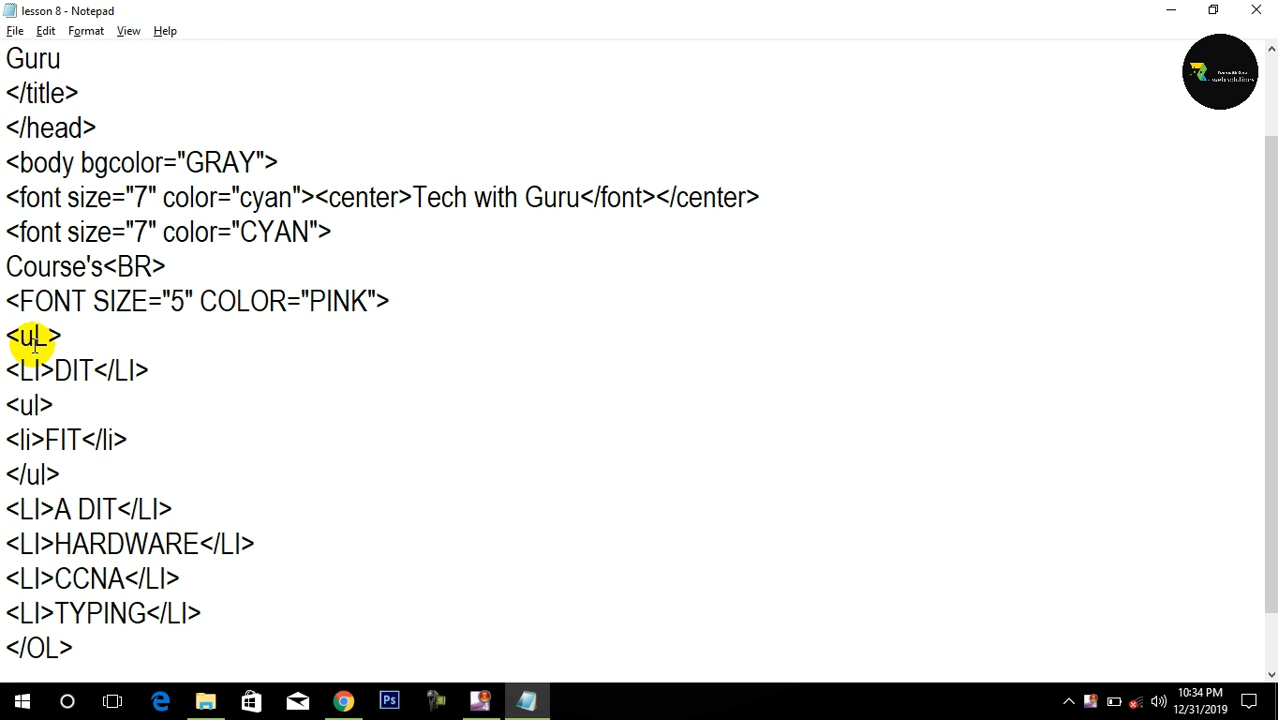 lesson 8 - Notepad
File Edit Format View Help
Guru
</title>
</head>
<body bgcolor="GRAY">
<font size="7" color="cyan"><center>Tech with Guru</font></center>
<font size="7" color="CYAN">
Course's<BR>
<FONT SIZE="5" COLOR="PINK">
<uL>
<LI>DIT</LI>
<ul>
<li>FIT</li>
</ul>
<LI>A DIT</LI>
<LI>HARDWARE</LI>
<LI>CCNA</LI>
<LI>TYPING</LI>
</OL>
Ps
10:34 PM
12/31/2019